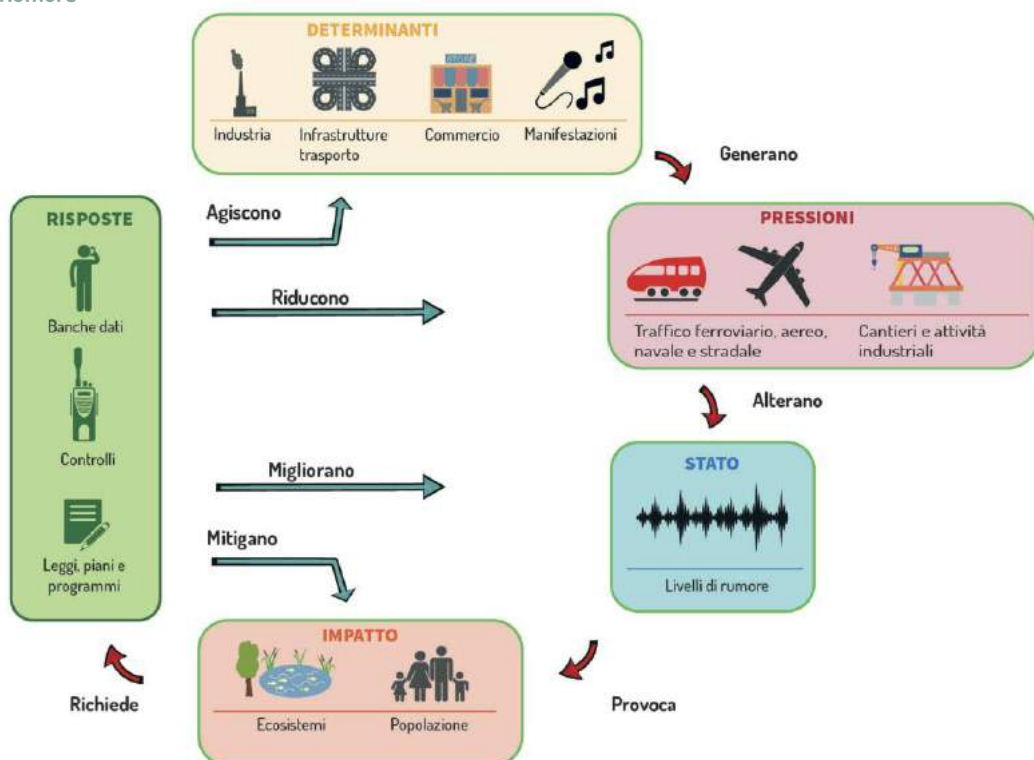 DETERMINANTI
Industria
Infrastrutture
trasporto
Commercio
Manifestazioni
Generano
PRESSIONI
Traffico ferroviario, aereo,
navale e stradale
Cantieri e attività
industriali
Alterano
STATO
Livelli di rumore
Provoca
IMPATTO
Ecosistemi
Popolazione
Richiede
RISPOSTE
Banche dati
Controlli
Leggi, piani e
programmi
Agiscono
Riducono
Migliorano
Mitigano